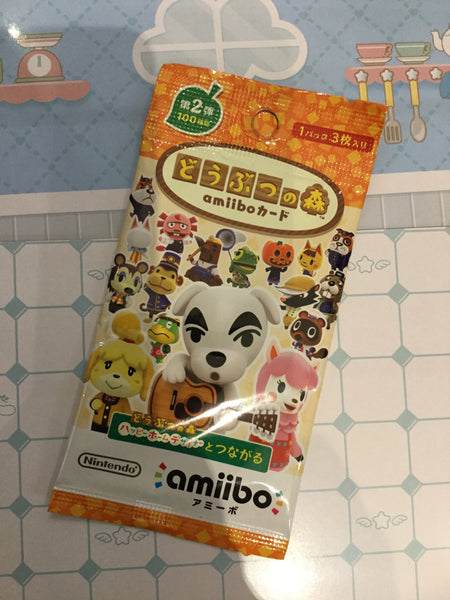 第2弾
100種類
1パック 3枚入り
どうぶつの森
amiiboカード
どうぶつの森
ハッピーホームデザイナーとつながる
Nintendo
amiibo
アミーボ